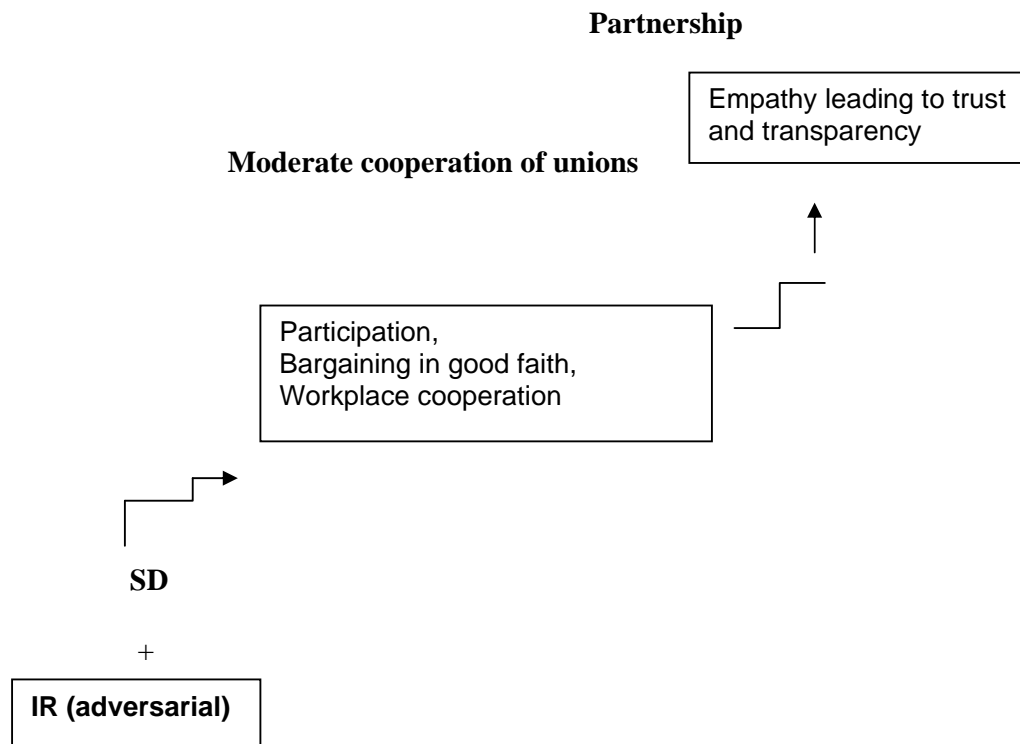 Partnership
Empathy leading to trust
and transparency
Moderate cooperation of unions
Participation,
Bargaining in good faith,
Workplace cooperation
SD
+
IR (adversarial)